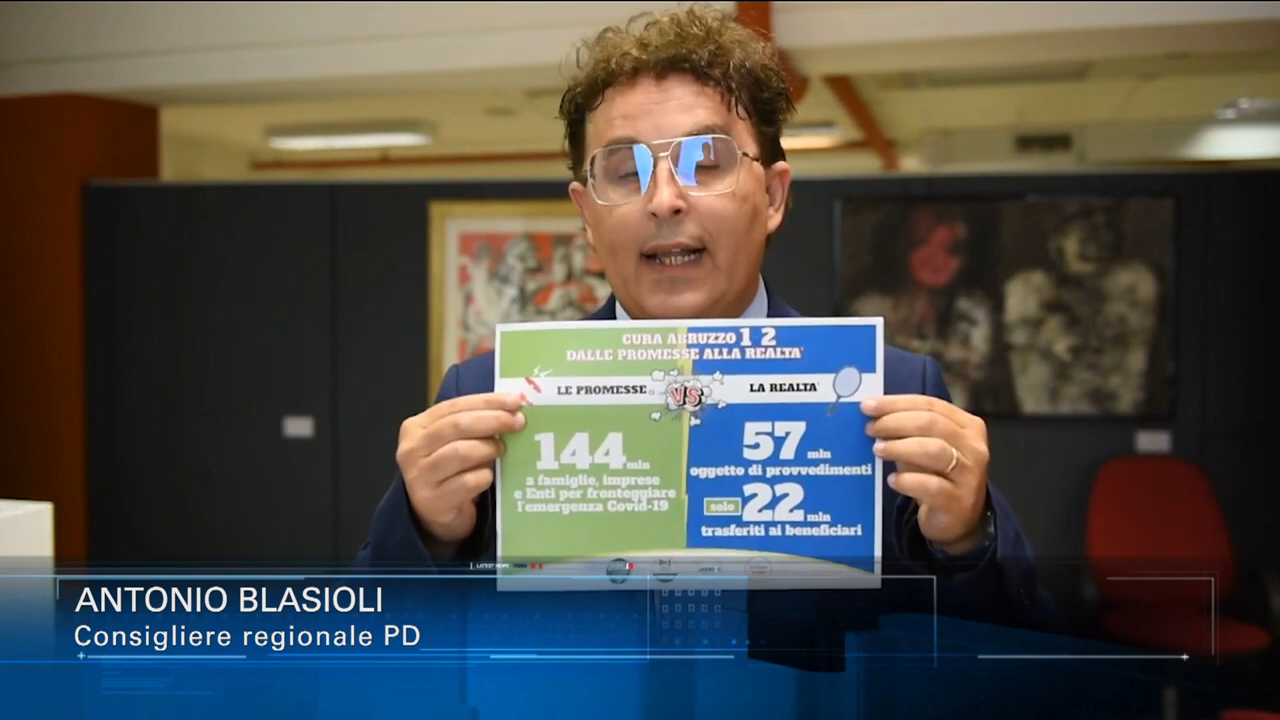 CURA ABRUZZO 1 2
DALLE PROMESSE ALLA REALTA'
LE PROMESSE
VS
LA REALTA'
144 mln
a famiglie, imprese
e Enti per fronteggiare
l'emergenza Covid-19
57 mln
oggetto di provvedimenti
solo 22 mln
trasferiti ai beneficiari
LATEST NEWS
ANTONIO BLASIOLI
Consigliere regionale PD